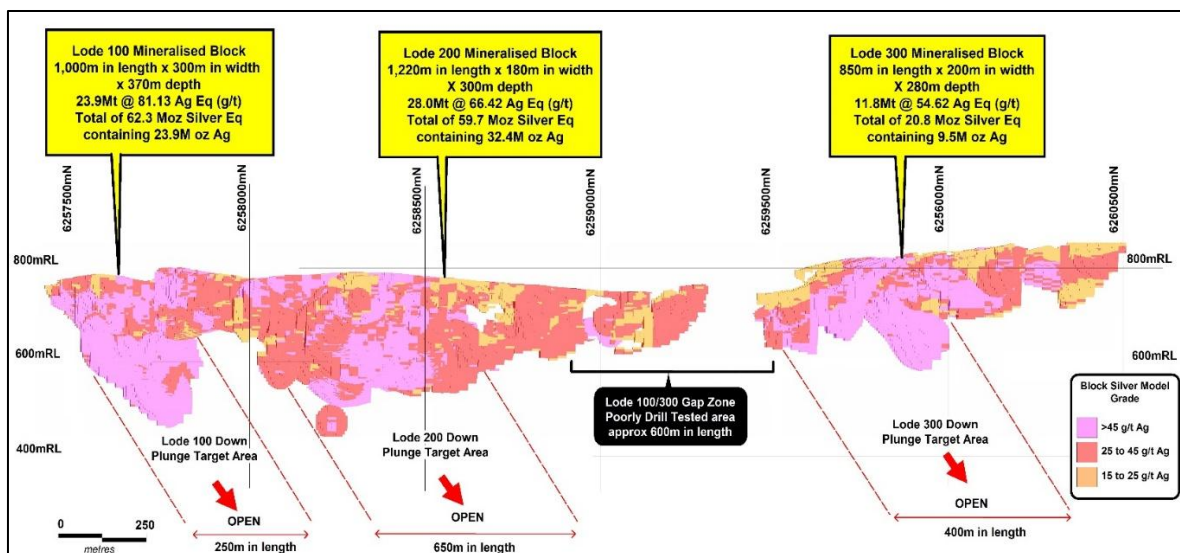 Lode 100 Mineralised Block
1,000m in length x 300m in width
x 370m depth
23.9Mt @ 81.13 Ag Eq (g/t)
Total of 62.3 Moz Silver Eq
containing 23.9M oz Ag
Lode 200 Mineralised Block
1,220m in length x 180m in width
X 300m depth
28.0Mt @ 66.42 Ag Eq (g/t)
Total of 59.7 Moz Silver Eq
containing 32.4M oz Ag
Lode 300 Mineralised Block
850m in length x 200m in width
X 280m depth
11.8Mt @ 54.62 Ag Eq (g/t)
Total of 20.8 Moz Silver Eq
containing 9.5M oz Ag
6257500mN
6258000mN
6258500mN
6259000mN
6259500mN
6256000mN
6260500mN
800mRL
800mRL
600mRL
600mRL
400mRL
Lode 100/300 Gap Zone
Poorly Drill Tested area
approx 600m in length
Block Silver Model
Grade
>45 g/t Ag
25 to 45 g/t Ag
15 to 25 g/t Ag
Lode 100 Down
Plunge Target Area
OPEN
250m in length
Lode 200 Down
Plunge Target Area
OPEN
650m in length
Lode 300 Down
Plunge Target Area
OPEN
400m in length
0 250
metres